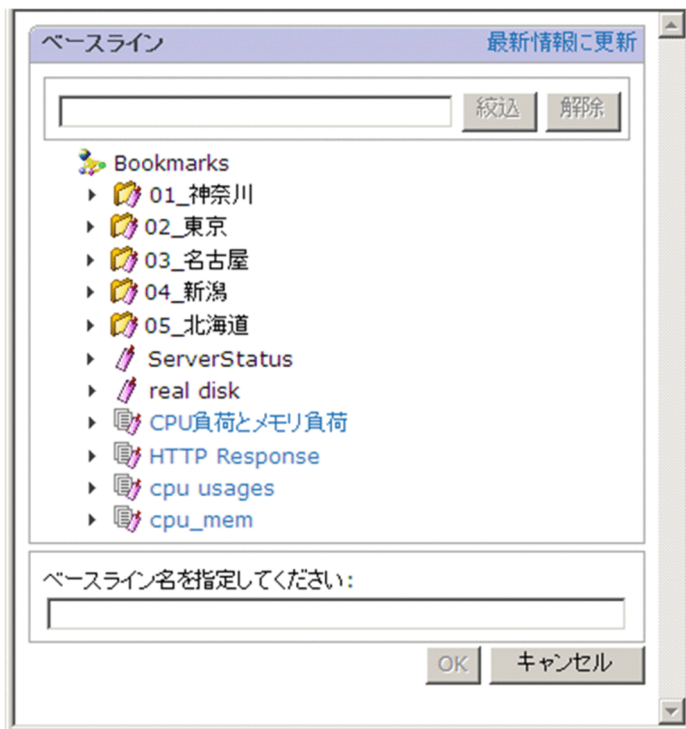 ベースライン 最新情報に更新
絞込 解除
Bookmarks
01_神奈川
02_東京
03_名古屋
04_新潟
05_北海道
ServerStatus
real disk
CPU負荷とメモリ負荷
HTTP Response
cpu usages
cpu_mem
ベースライン名を指定してください:
OK キャンセル